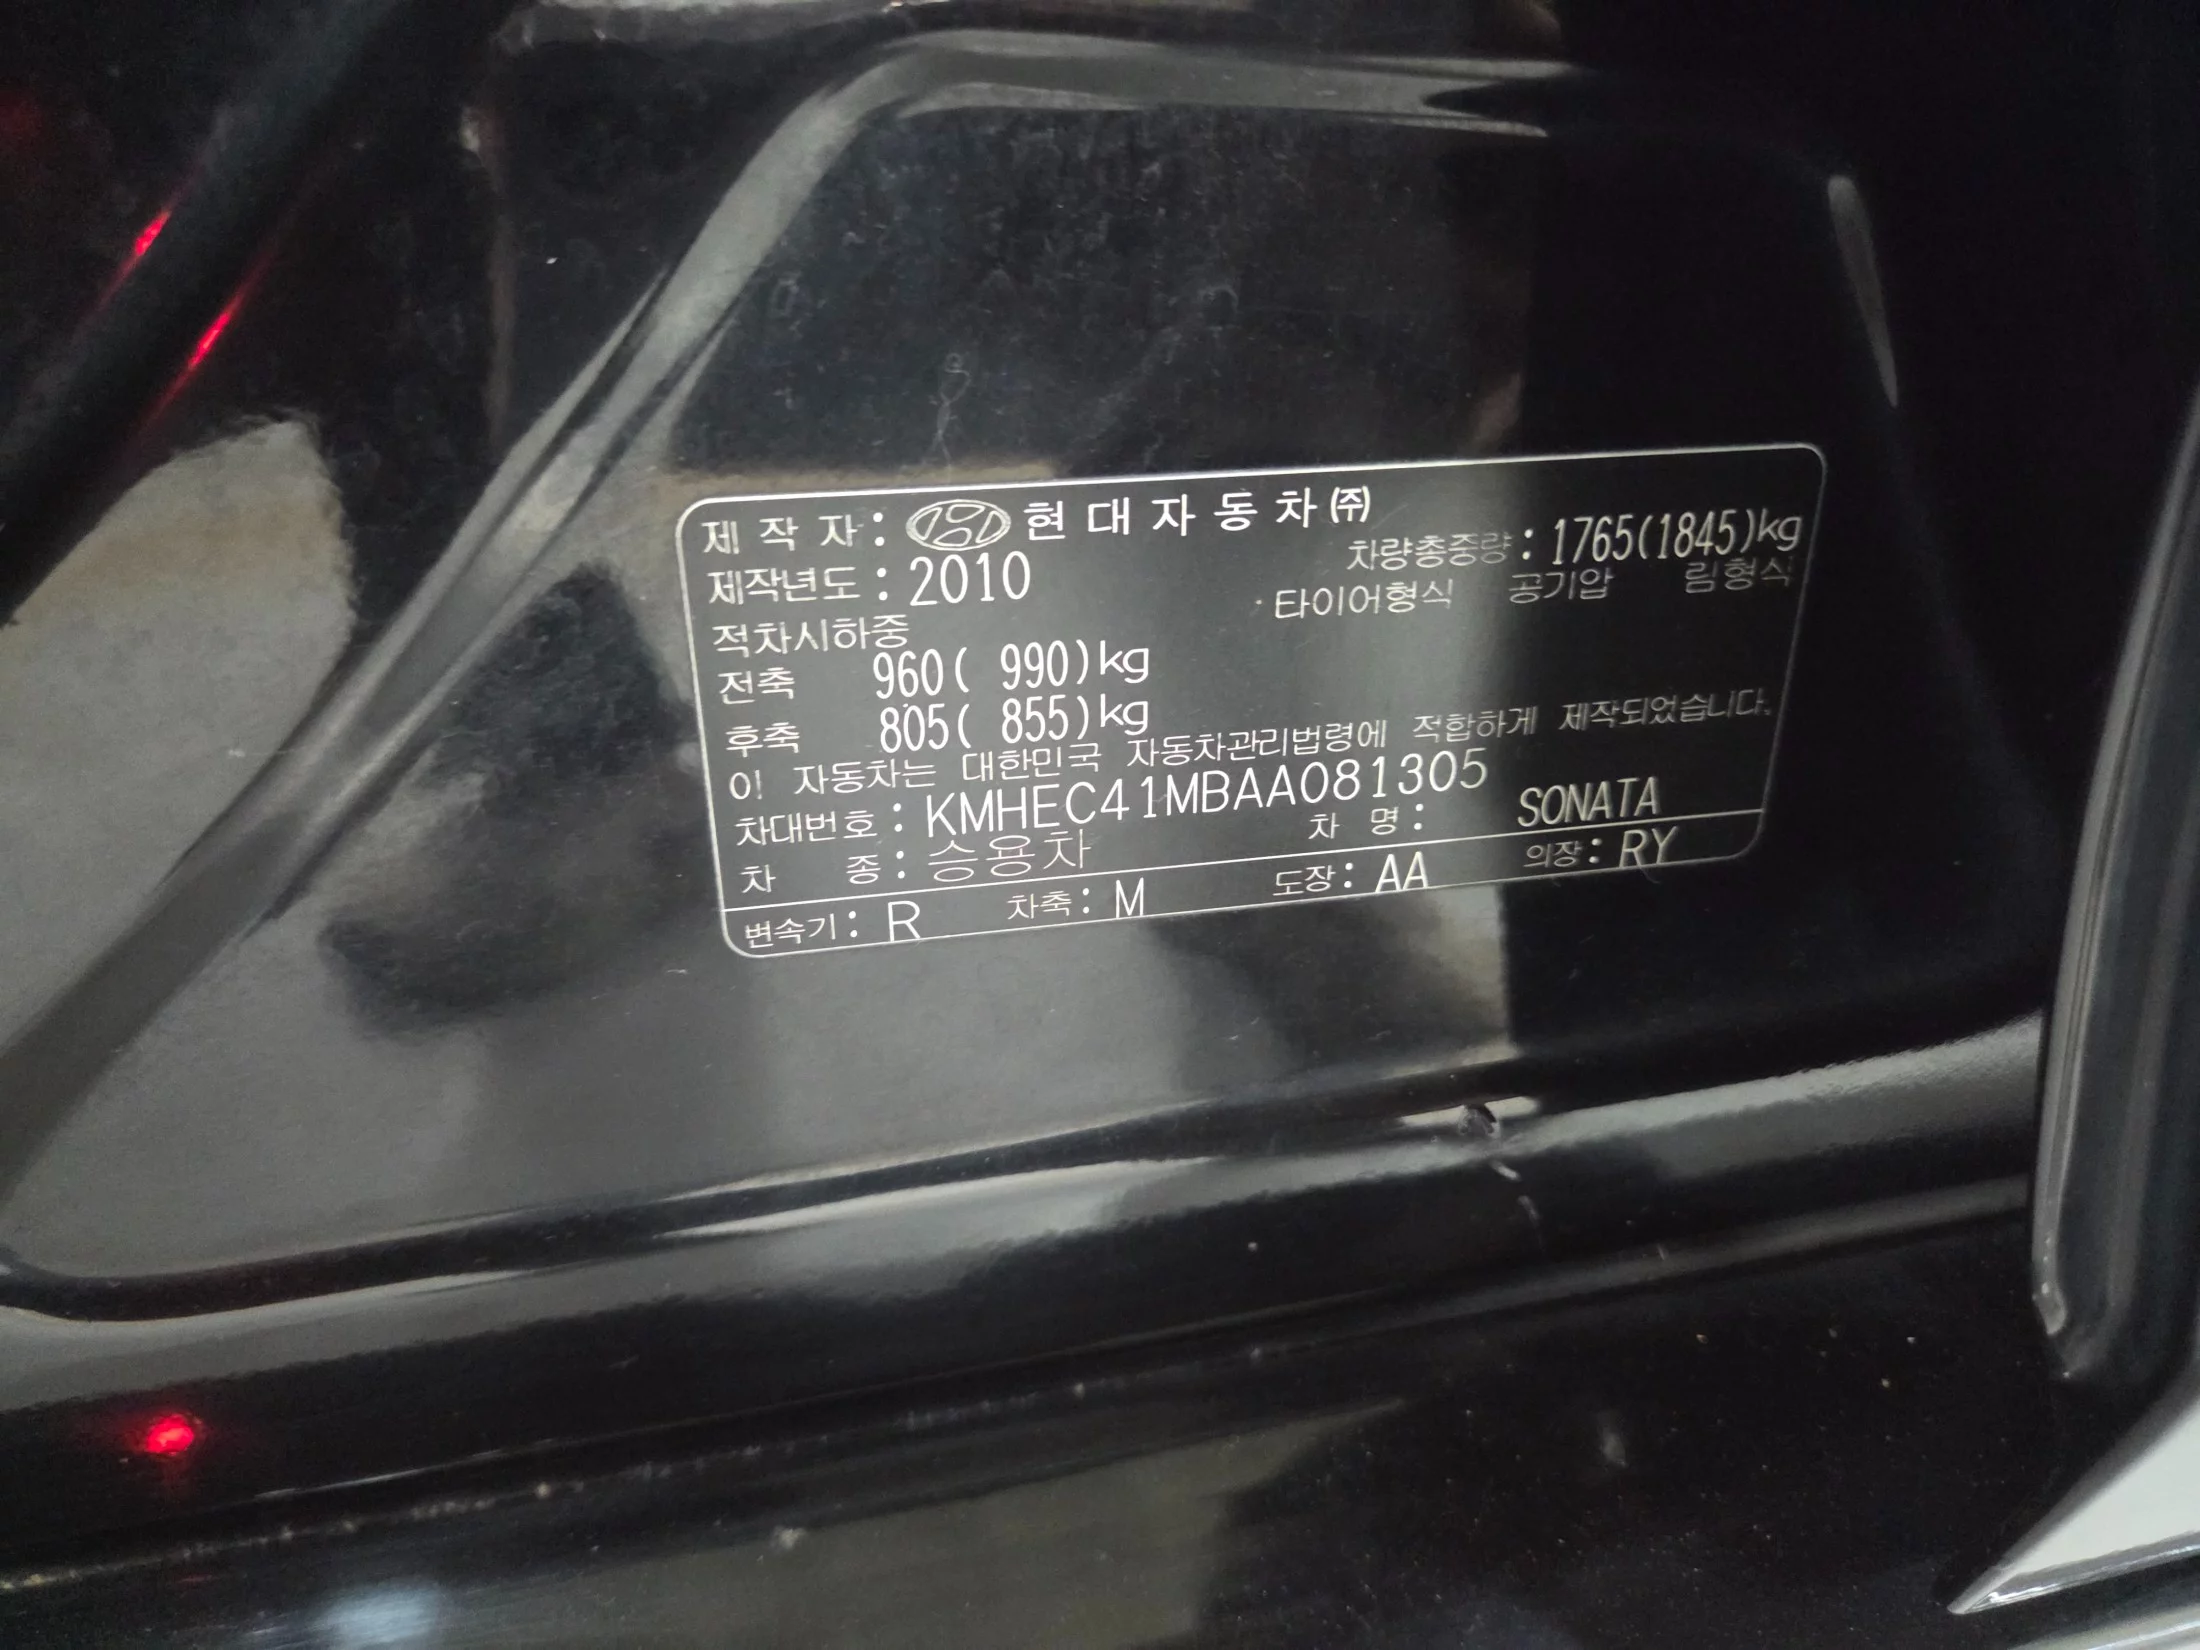 제 작 자 : 현대자동차㈜
차량총중량 : 1765(1845)kg
제작년도 : 2010
타이어형식 공기압 림형식
적차시하중
전축 960( 990)kg
후축 805( 855)kg
이 자동차는 대한민국 자동차관리법령에 적합하게 제작되었습니다.
차대번호 : KMHEC41MBAA081305
차 종 : 승용차 차 명 : SONATA
변속기 : R 차축 : M 도장 : AA 의장 : RY